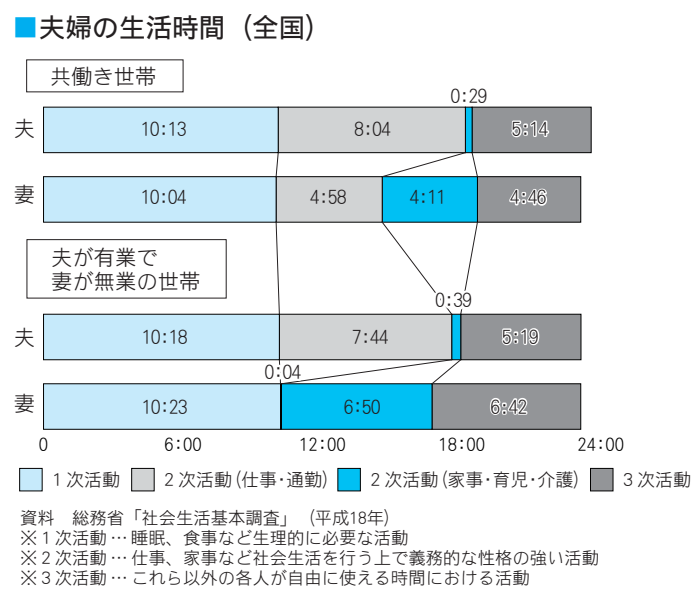 ■夫婦の生活時間（全国）
共働き世帯
0:29
夫 10:13 8:04 5:14
妻 10:04 4:58 4:11 4:46
夫が有業で
妻が無業の世帯
0:39
夫 10:18 7:44 5:19
0:04
妻 10:23 6:50 6:42
0 6:00 12:00 18:00 24:00
１次活動 ２次活動（仕事・通勤） ２次活動（家事・育児・介護） ３次活動
資料　総務省「社会生活基本調査」（平成18年）
※１次活動…睡眠、食事など生理的に必要な活動
※２次活動…仕事、家事など社会生活を行う上で義務的な性格の強い活動
※３次活動…これら以外の各人が自由に使える時間における活動